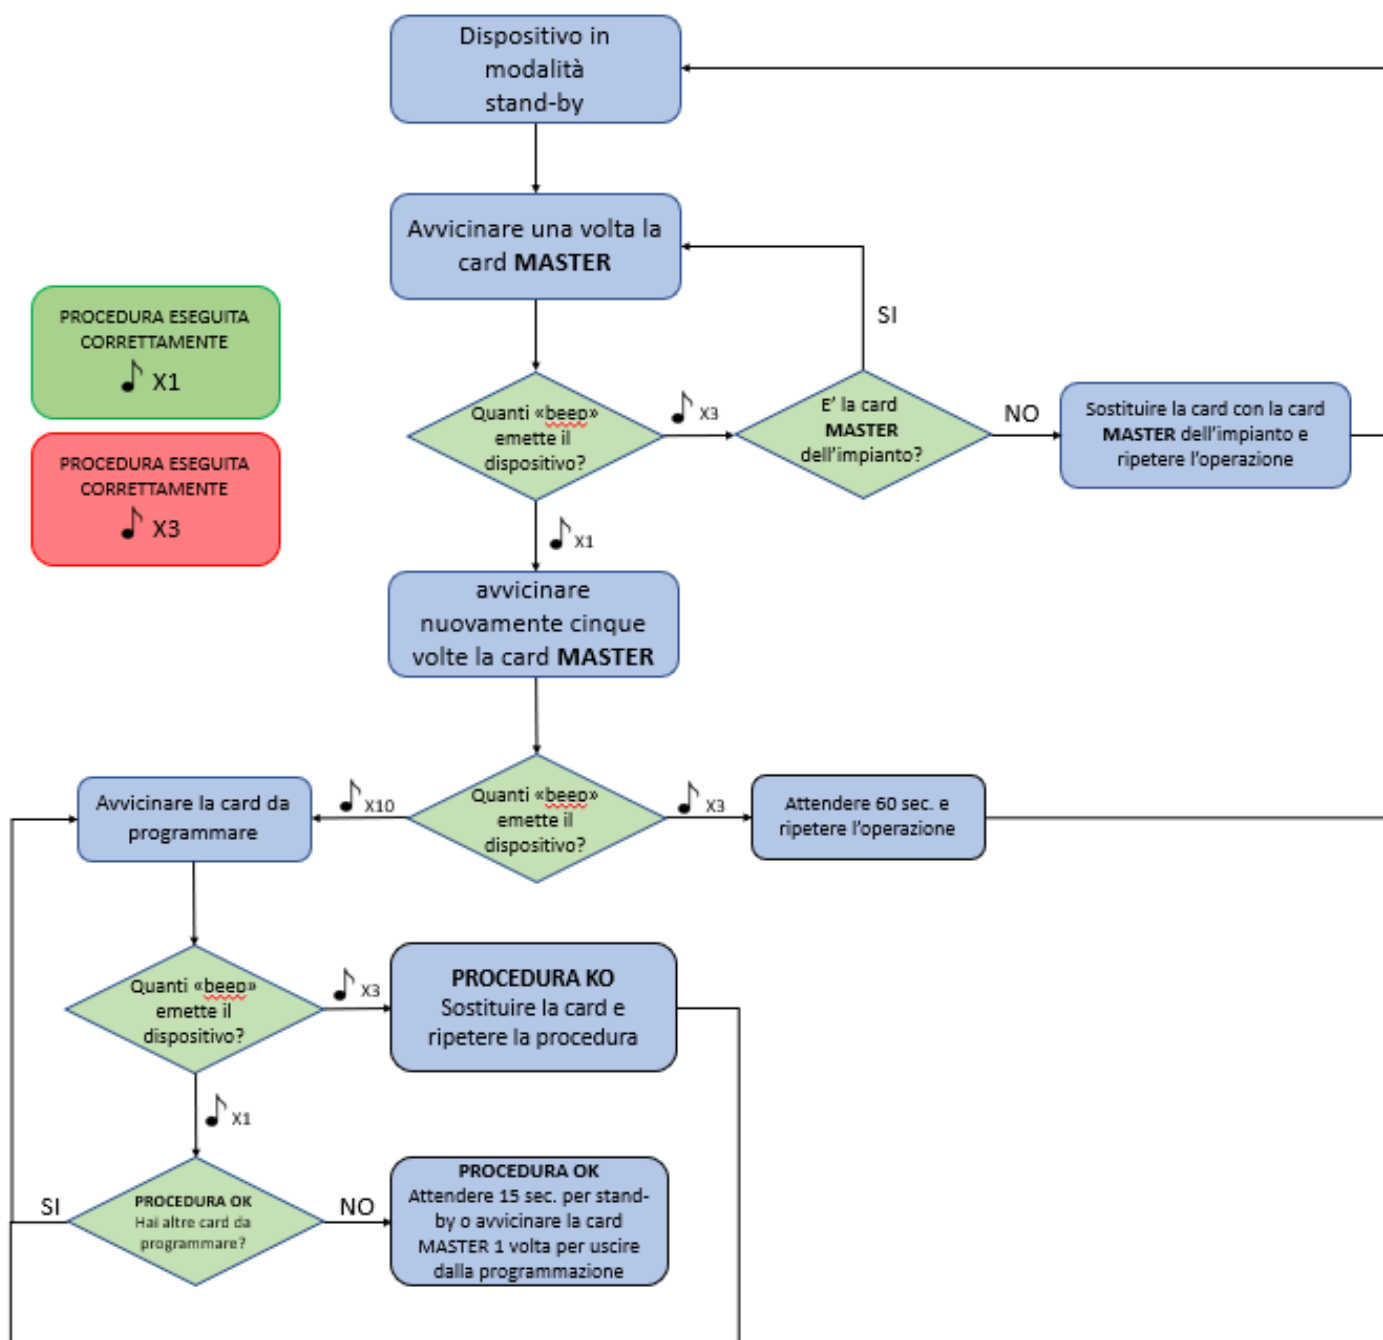 Dispositivo in
modalità
stand-by
Avvicinare una volta la
card MASTER
SI
PROCEDURA ESEGUITA
CORRETTAMENTE
X1
PROCEDURA ESEGUITA
CORRETTAMENTE
X3
Quanti «beep»
emette il
dispositivo?
X3
E' la card
MASTER
dell'impianto?
NO
Sostituire la card con la card
MASTER dell'impianto e
ripetere l'operazione
X1
avvicinare
nuovamente cinque
volte la card MASTER
Avvicinare la card da
programmare
X10
Quanti «beep»
emette il
dispositivo?
X3
Attendere 60 sec. e
ripetere l'operazione
Quanti «beep»
emette il
dispositivo?
X3
PROCEDURA KO
Sostituire la card e
ripetere la procedura
X1
SI
PROCEDURA OK
Hai altre card da
programmare?
NO
PROCEDURA OK
Attendere 15 sec. per stand-
by o avvicinare la card
MASTER 1 volta per uscire
dalla programmazione